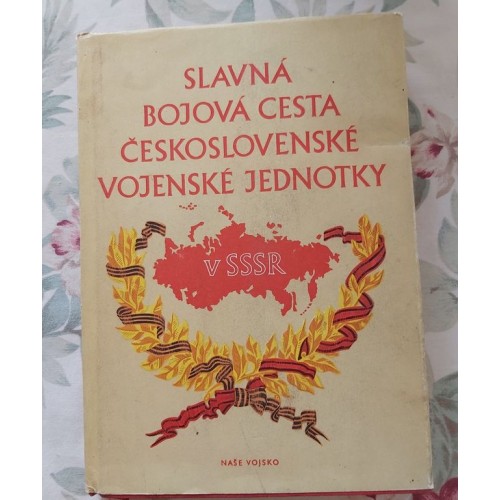 SLAVNÁ
BOJOVÁ CESTA
ČESKOSLOVENSKÉ
VOJENSKÉ JEDNOTKY
v SSSR
NAŠE VOJSKO